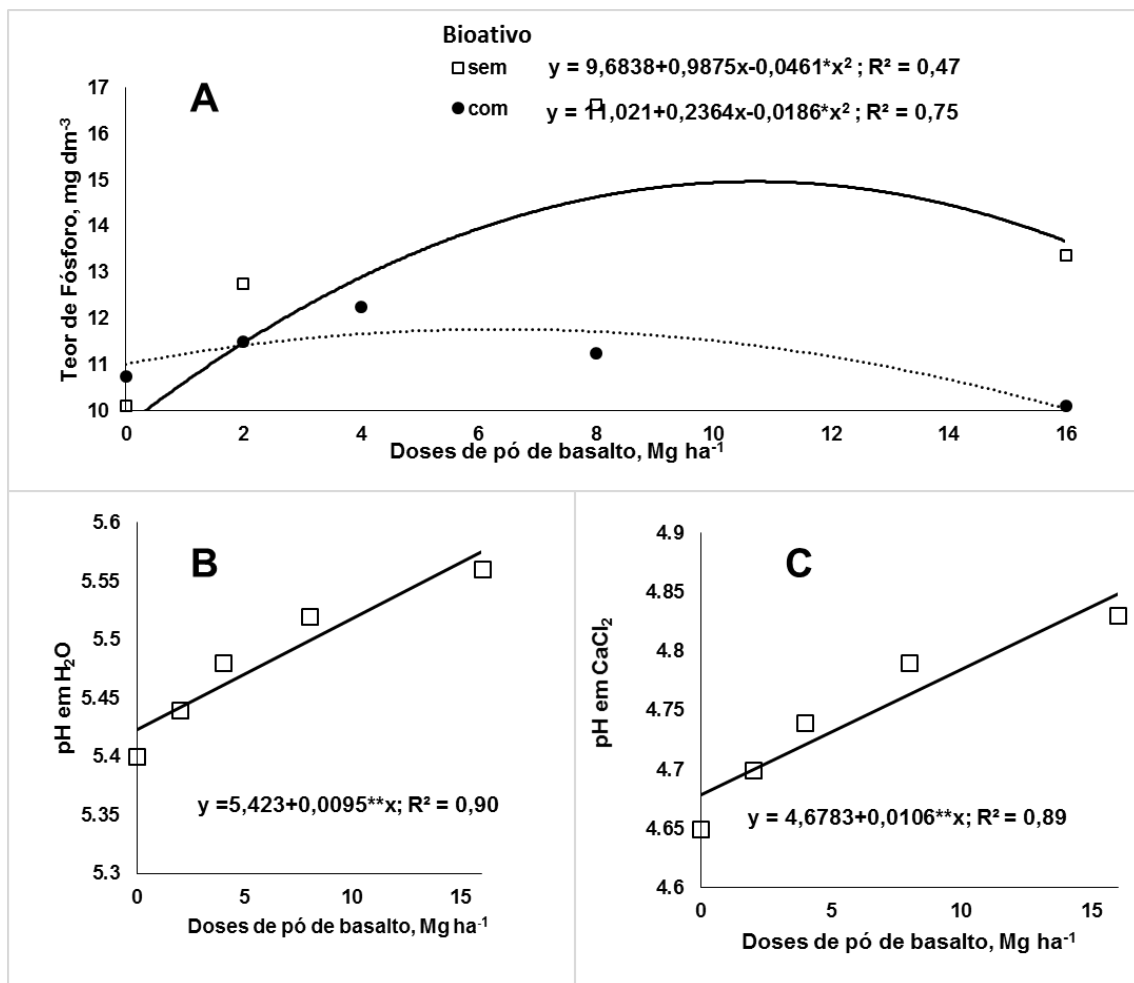 Bioativo
sem y = 9,6838+0,9875x-0,0461*x² ; R² = 0,47
com y = 11,021+0,2364x-0,0186*x² ; R² = 0,75
A
17
16
15
14
13
12
11
10
Teor de Fósforo, mg dm⁻³
0 2 4 6 8 10 12 14 16
Doses de pó de basalto, Mg ha⁻¹
B
5.6
5.55
5.5
5.45
5.4
5.35
5.3
pH em H₂O
y =5,423+0,0095**x; R² = 0,90
0 5 10 15
Doses de pó de basalto, Mg ha⁻¹
C
4.9
4.85
4.8
4.75
4.7
4.65
4.6
pH em CaCl₂
y = 4,6783+0,0106**x; R² = 0,89
0 5 10 15
Doses de pó de basalto, Mg ha⁻¹